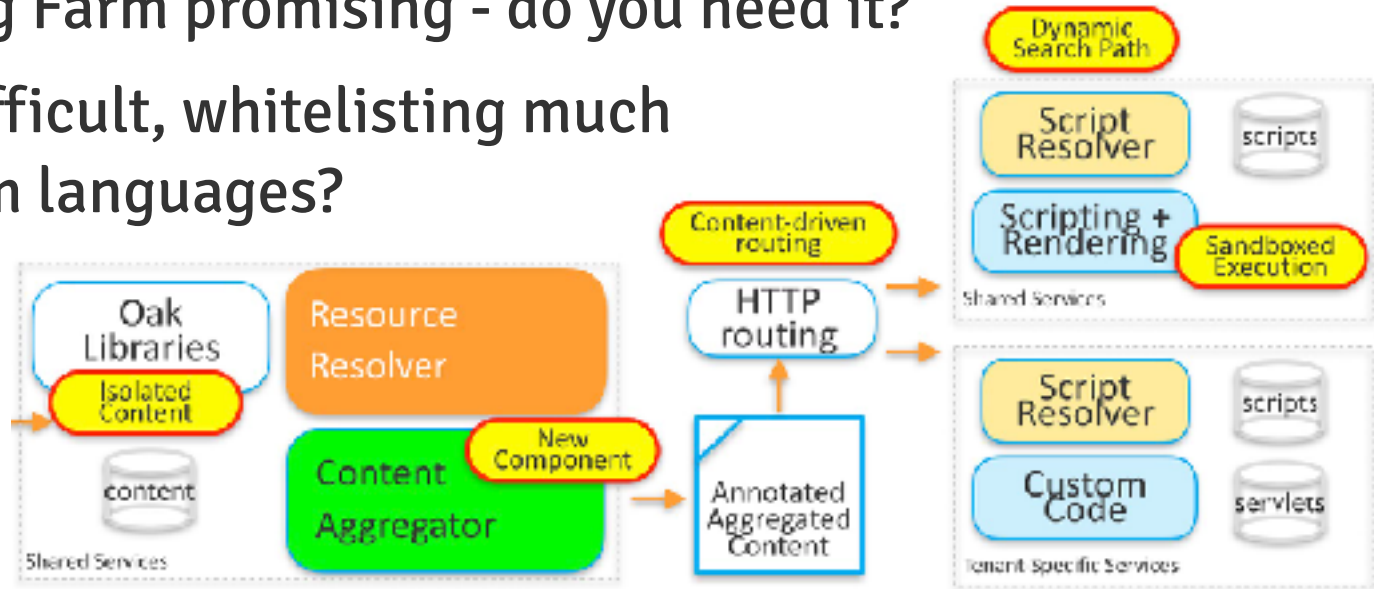 g Farm promising - do you need it?
fficult, whitelisting much
n languages?
Dynamic
Search Path
Script
Resolver
scripts
Scripting +
Rendering
Sandboxed
Execution
Shared Services
Content-driven
routing
HTTP
routing
Oak
Libraries
Isolated
Content
content
Shared Services
Resource
Resolver
New
Component
Content
Aggregator
Annotated
Aggregated
Content
Script
Resolver
scripts
Custom
Code
servlets
Tenant Specific Services